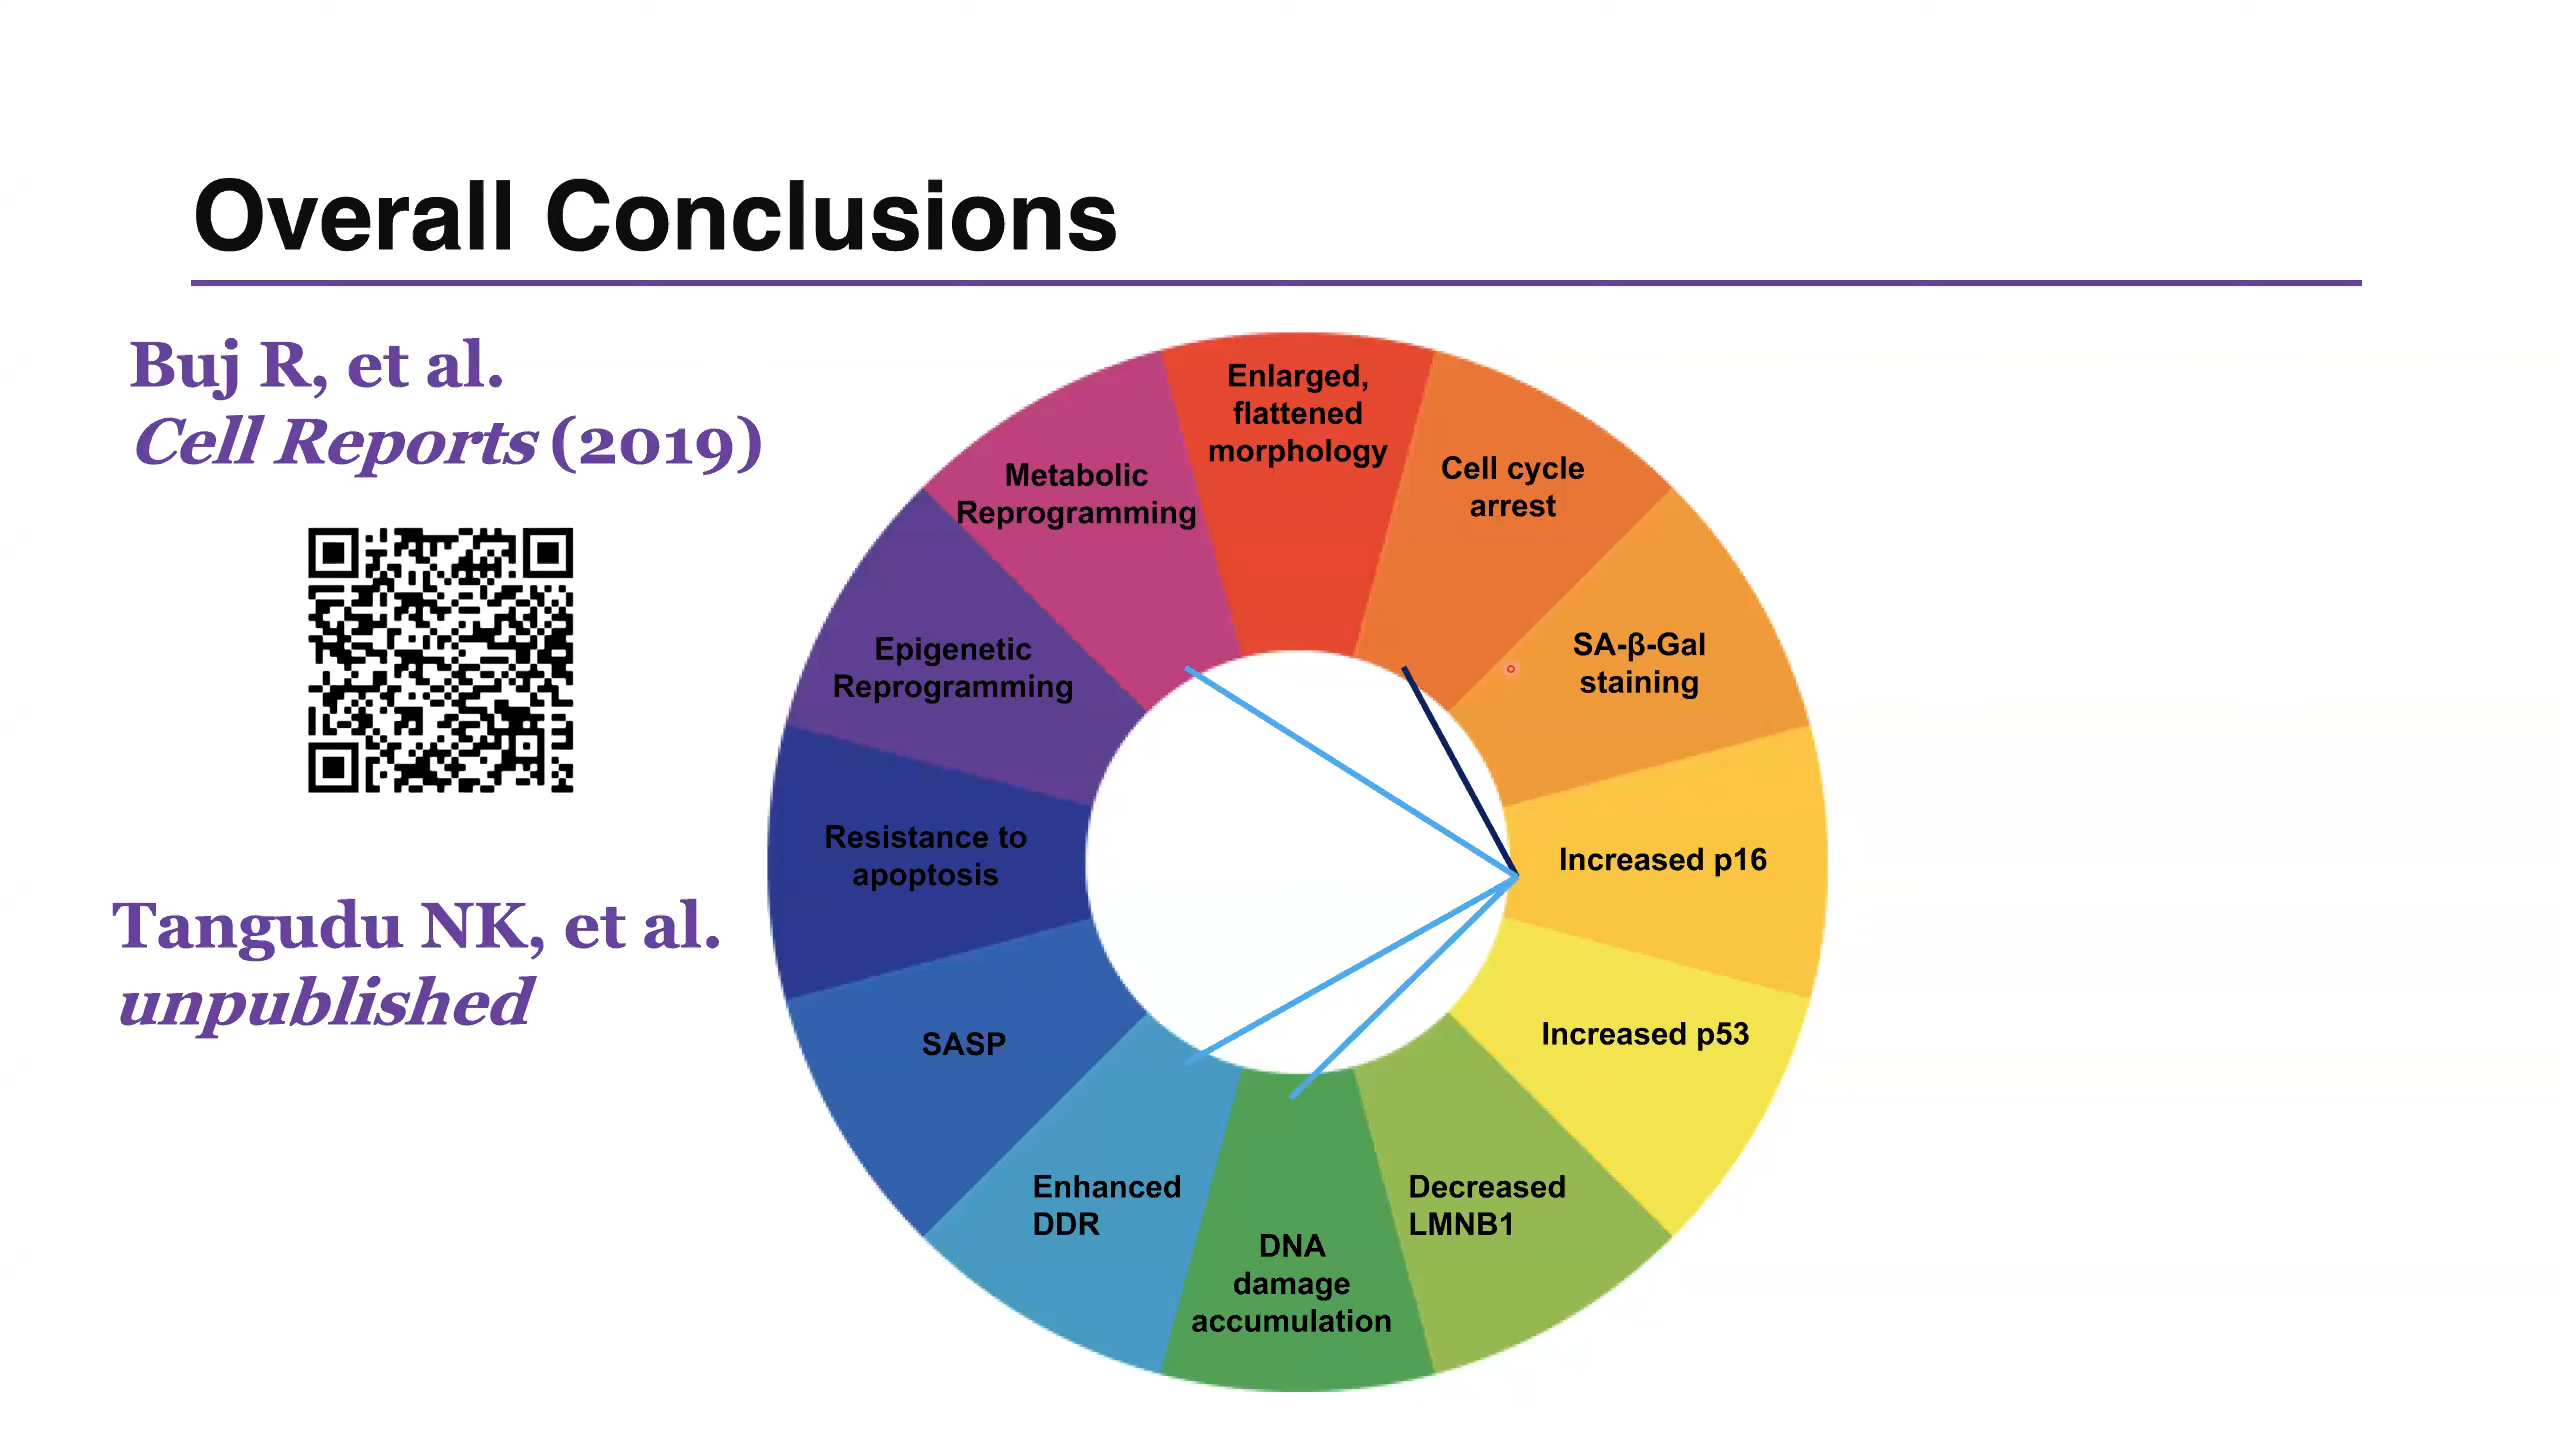 Overall Conclusions
Buj R, et al.
Cell Reports (2019)
Tangudu NK, et al.
unpublished
Enlarged,
flattened
morphology
Cell cycle
arrest
SA-β-Gal
staining
Increased p16
Increased p53
Decreased
LMNB1
DNA
damage
accumulation
Enhanced
DDR
SASP
Resistance to
apoptosis
Epigenetic
Reprogramming
Metabolic
Reprogramming